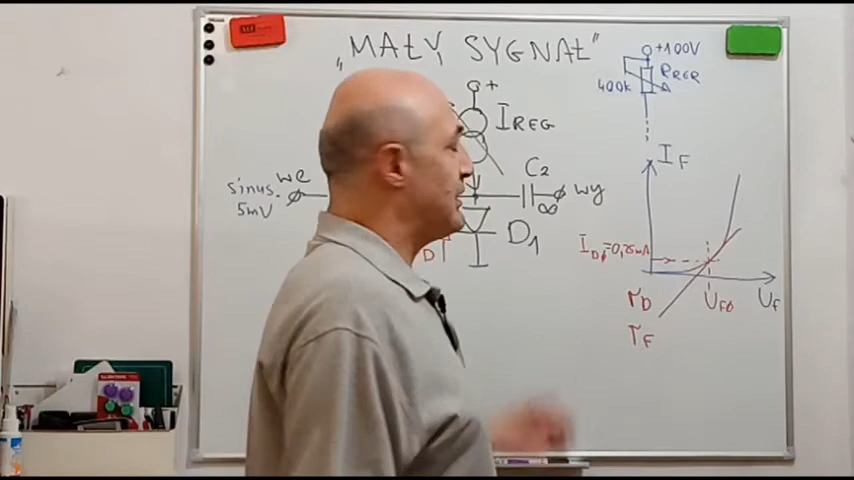 „MAŁY SYGNAŁ”
+
IREG
we
sinus.
5mV
C2
∞
wy
D1
D
+100V
400k
RREG
IF
ID0=0,25mA
rD
UF0
UF
rF